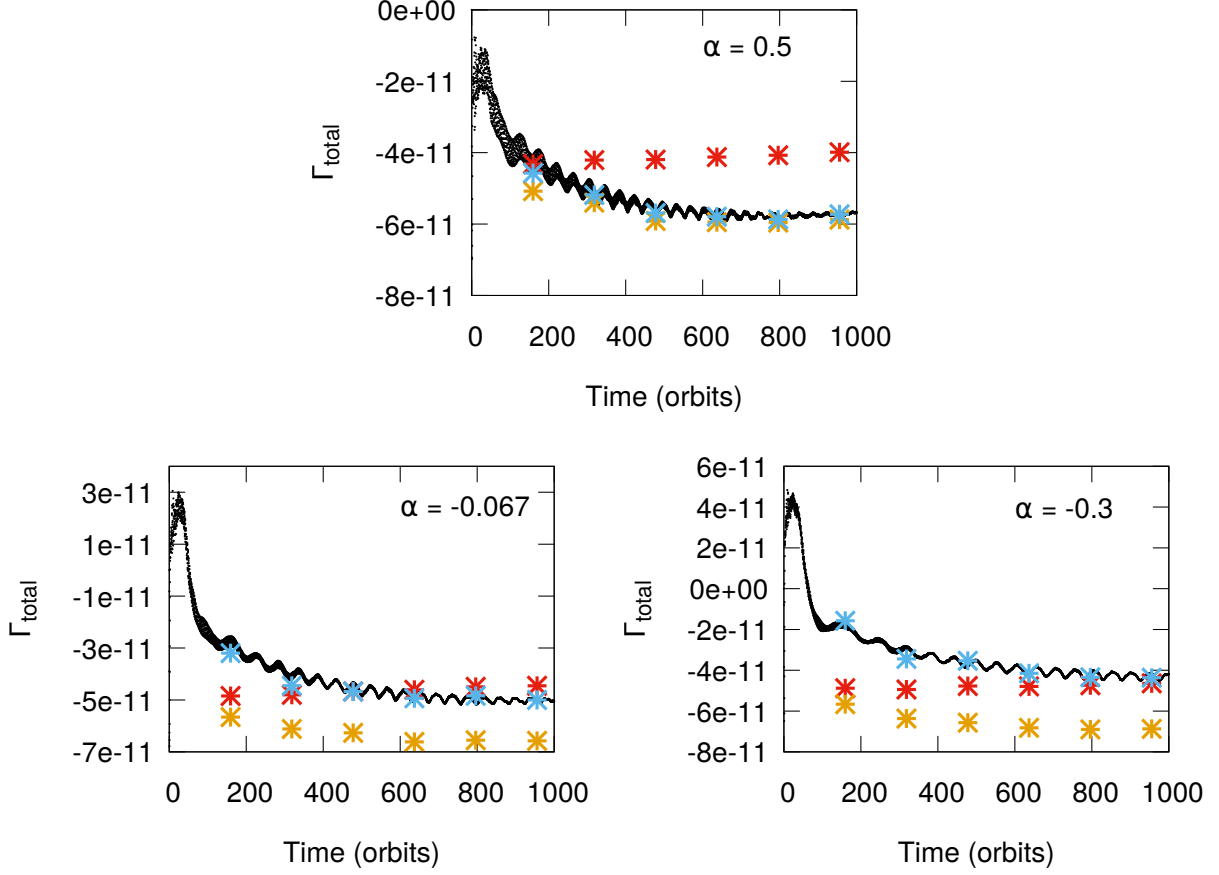 0e+00
-2e-11
-4e-11
-6e-11
-8e-11
Γtotal
α = 0.5
0 200 400 600 800 1000
Time (orbits)
3e-11
1e-11
-1e-11
-3e-11
-5e-11
-7e-11
Γtotal
α = -0.067
0 200 400 600 800 1000
Time (orbits)
6e-11
4e-11
2e-11
0e+00
-2e-11
-4e-11
-6e-11
-8e-11
Γtotal
α = -0.3
0 200 400 600 800 1000
Time (orbits)